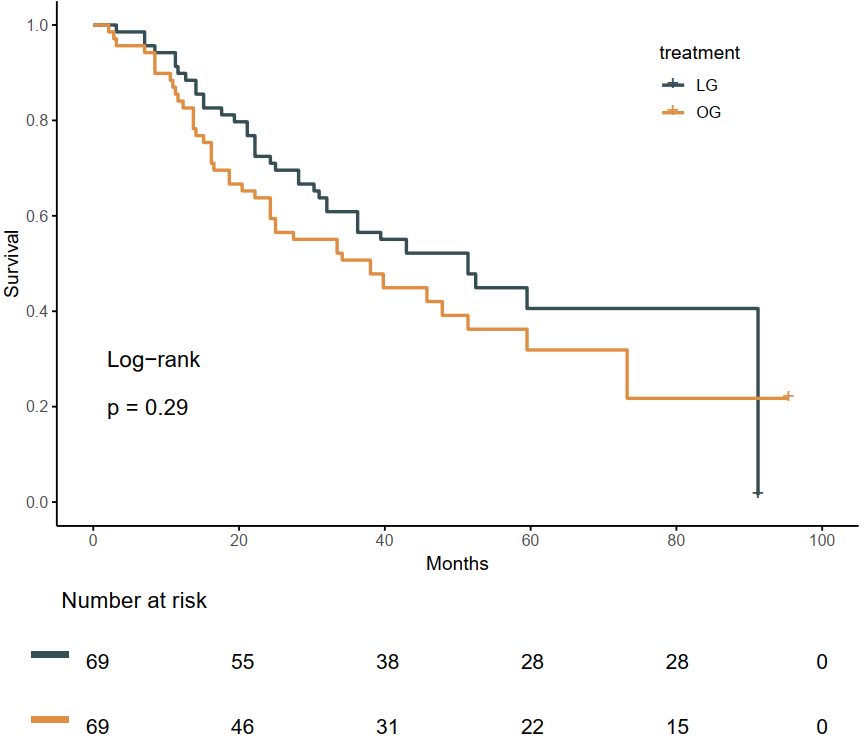 1.0
0.8
0.6
0.4
0.2
0.0
Survival
treatment
LG
OG
Log−rank
p = 0.29
0 20 40 60 80 100
Months
Number at risk
69 55 38 28 28 0
69 46 31 22 15 0